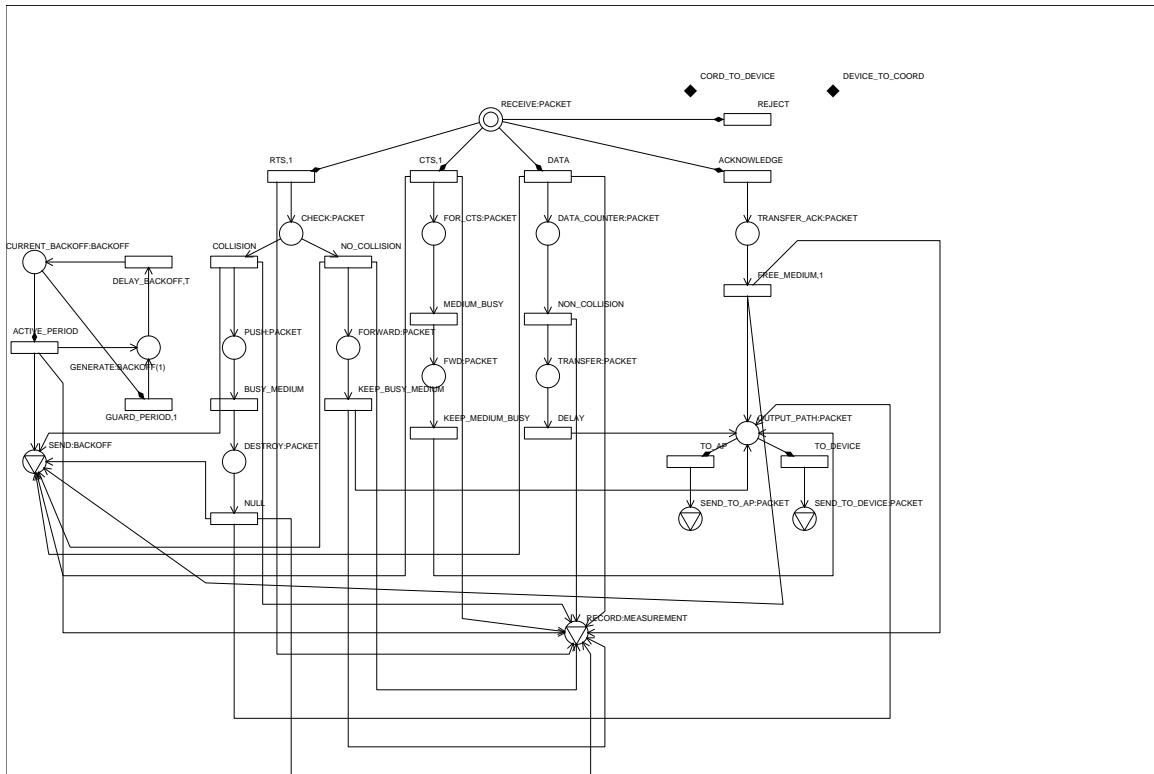 CORD_TO_DEVICE
DEVICE_TO_COORD
RECEIVE:PACKET
REJECT
RTS,1
CTS,1
DATA
ACKNOWLEDGE
CHECK:PACKET
FOR_CTS:PACKET
DATA_COUNTER:PACKET
TRANSFER_ACK:PACKET
CURRENT_BACKOFF:BACKOFF
COLLISION
NO_COLLISION
DELAY_BACKOFF,T
FREE_MEDIUM,1
MEDIUM_BUSY
NON_COLLISION
ACTIVE_PERIOD
PUSH:PACKET
FORWARD:PACKET
GENERATE:BACKOFF(1)
FWD:PACKET
TRANSFER:PACKET
BUSY_MEDIUM
KEEP_BUSY_MEDIUM
GUARD_PERIOD,1
KEEP_MEDIUM_BUSY
DELAY
OUTPUT_PATH:PACKET
SEND:BACKOFF
DESTROY:PACKET
TO_AP
TO_DEVICE
NULL
SEND_TO_AP:PACKET
SEND_TO_DEVICE:PACKET
RECORD:MEASUREMENT